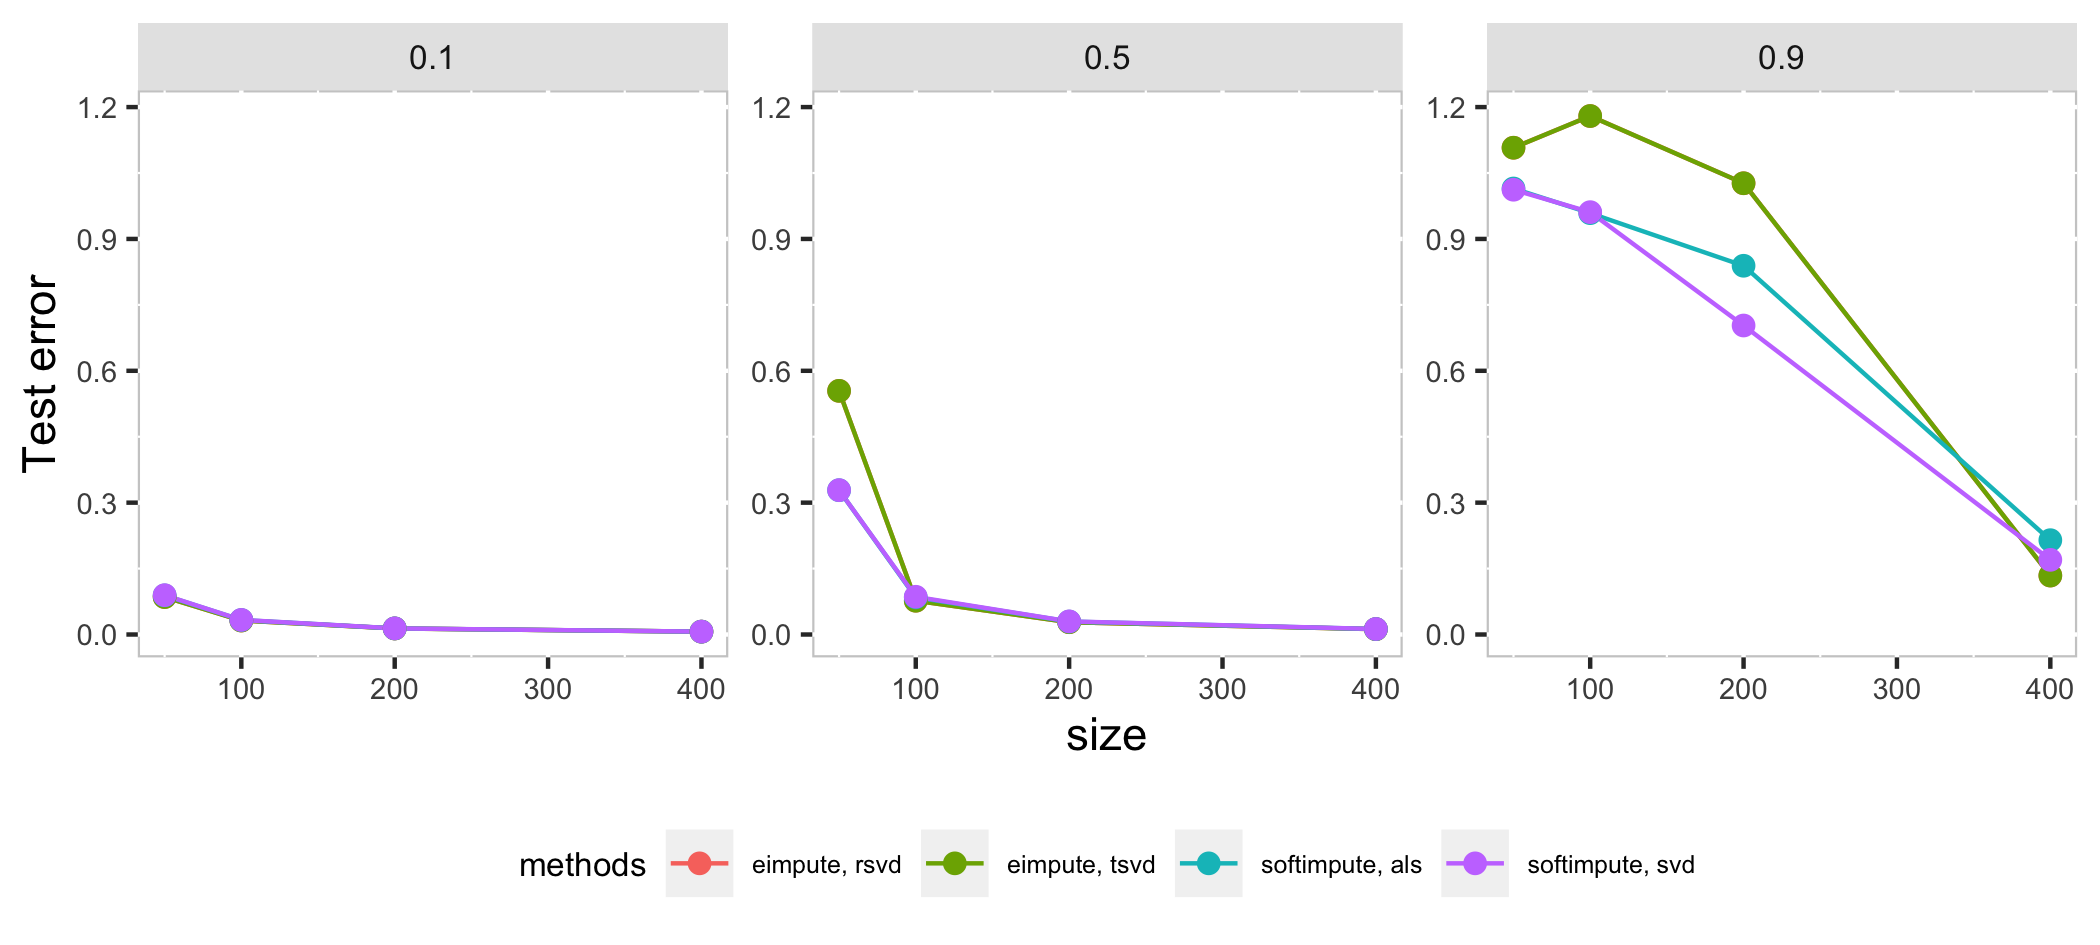 0.1 0.5 0.9
Test error
1.2 1.2 1.2
0.9 0.9 0.9
0.6 0.6 0.6
0.3 0.3 0.3
0.0 0.0 0.0
100 200 300 400 100 200 300 400 100 200 300 400
size
methods eimpute, rsvd eimpute, tsvd softimpute, als softimpute, svd